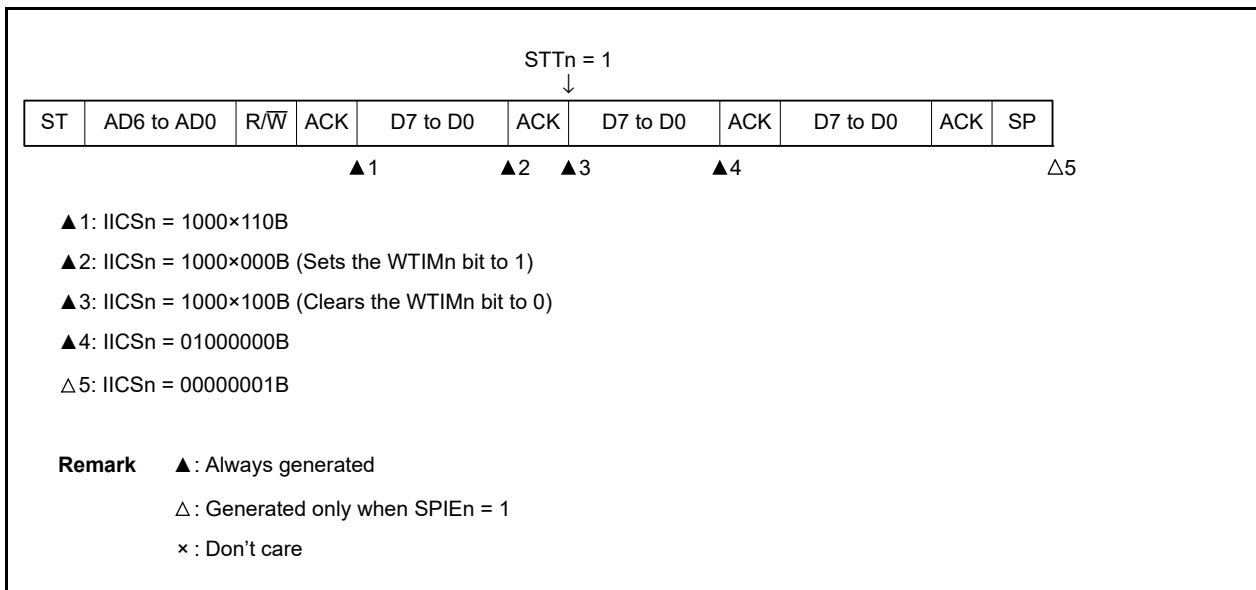 STTn = 1
↓
ST AD6 to AD0 R/W̅ ACK D7 to D0 ACK D7 to D0 ACK D7 to D0 ACK SP
▲1 ▲2 ▲3 ▲4 △5
▲1: IICSn = 1000×110B
▲2: IICSn = 1000×000B (Sets the WTIMn bit to 1)
▲3: IICSn = 1000×100B (Clears the WTIMn bit to 0)
▲4: IICSn = 01000000B
△5: IICSn = 00000001B
Remark ▲: Always generated
△: Generated only when SPIEn = 1
×: Don’t care